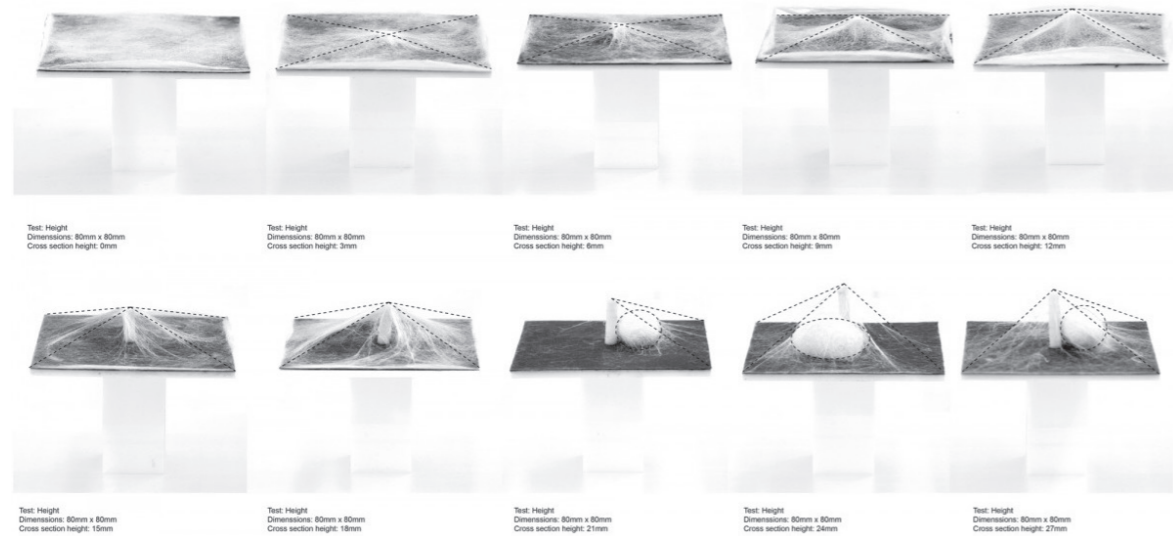 Test: Height
Dimenssions: 80mm x 80mm
Cross section height: 0mm
Test: Height
Dimenssions: 80mm x 80mm
Cross section height: 3mm
Test: Height
Dimenssions: 80mm x 80mm
Cross section height: 6mm
Test: Height
Dimenssions: 80mm x 80mm
Cross section height: 9mm
Test: Height
Dimenssions: 80mm x 80mm
Cross section height: 12mm
Test: Height
Dimenssions: 80mm x 80mm
Cross section height: 15mm
Test: Height
Dimenssions: 80mm x 80mm
Cross section height: 18mm
Test: Height
Dimenssions: 80mm x 80mm
Cross section height: 21mm
Test: Height
Dimenssions: 80mm x 80mm
Cross section height: 24mm
Test: Height
Dimenssions: 80mm x 80mm
Cross section height: 27mm